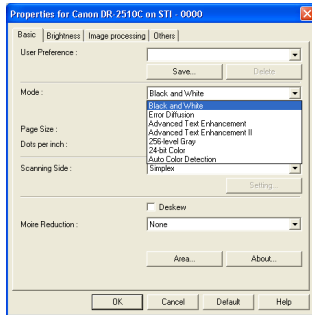 Properties for Canon DR-2510C on STI - 0000
Basic Brightness Image processing Others
User Preference :
Save... Delete
Mode : Black and White
Black and White
Error Diffusion
Advanced Text Enhancement
Page Size : Advanced Text Enhancement II
Dots per inch : 256-level Gray
24-bit Color
Auto Color Detection
Scanning Side : Simplex
Setting...
Deskew
Moire Reduction : None
Area... About...
OK Cancel Default Help